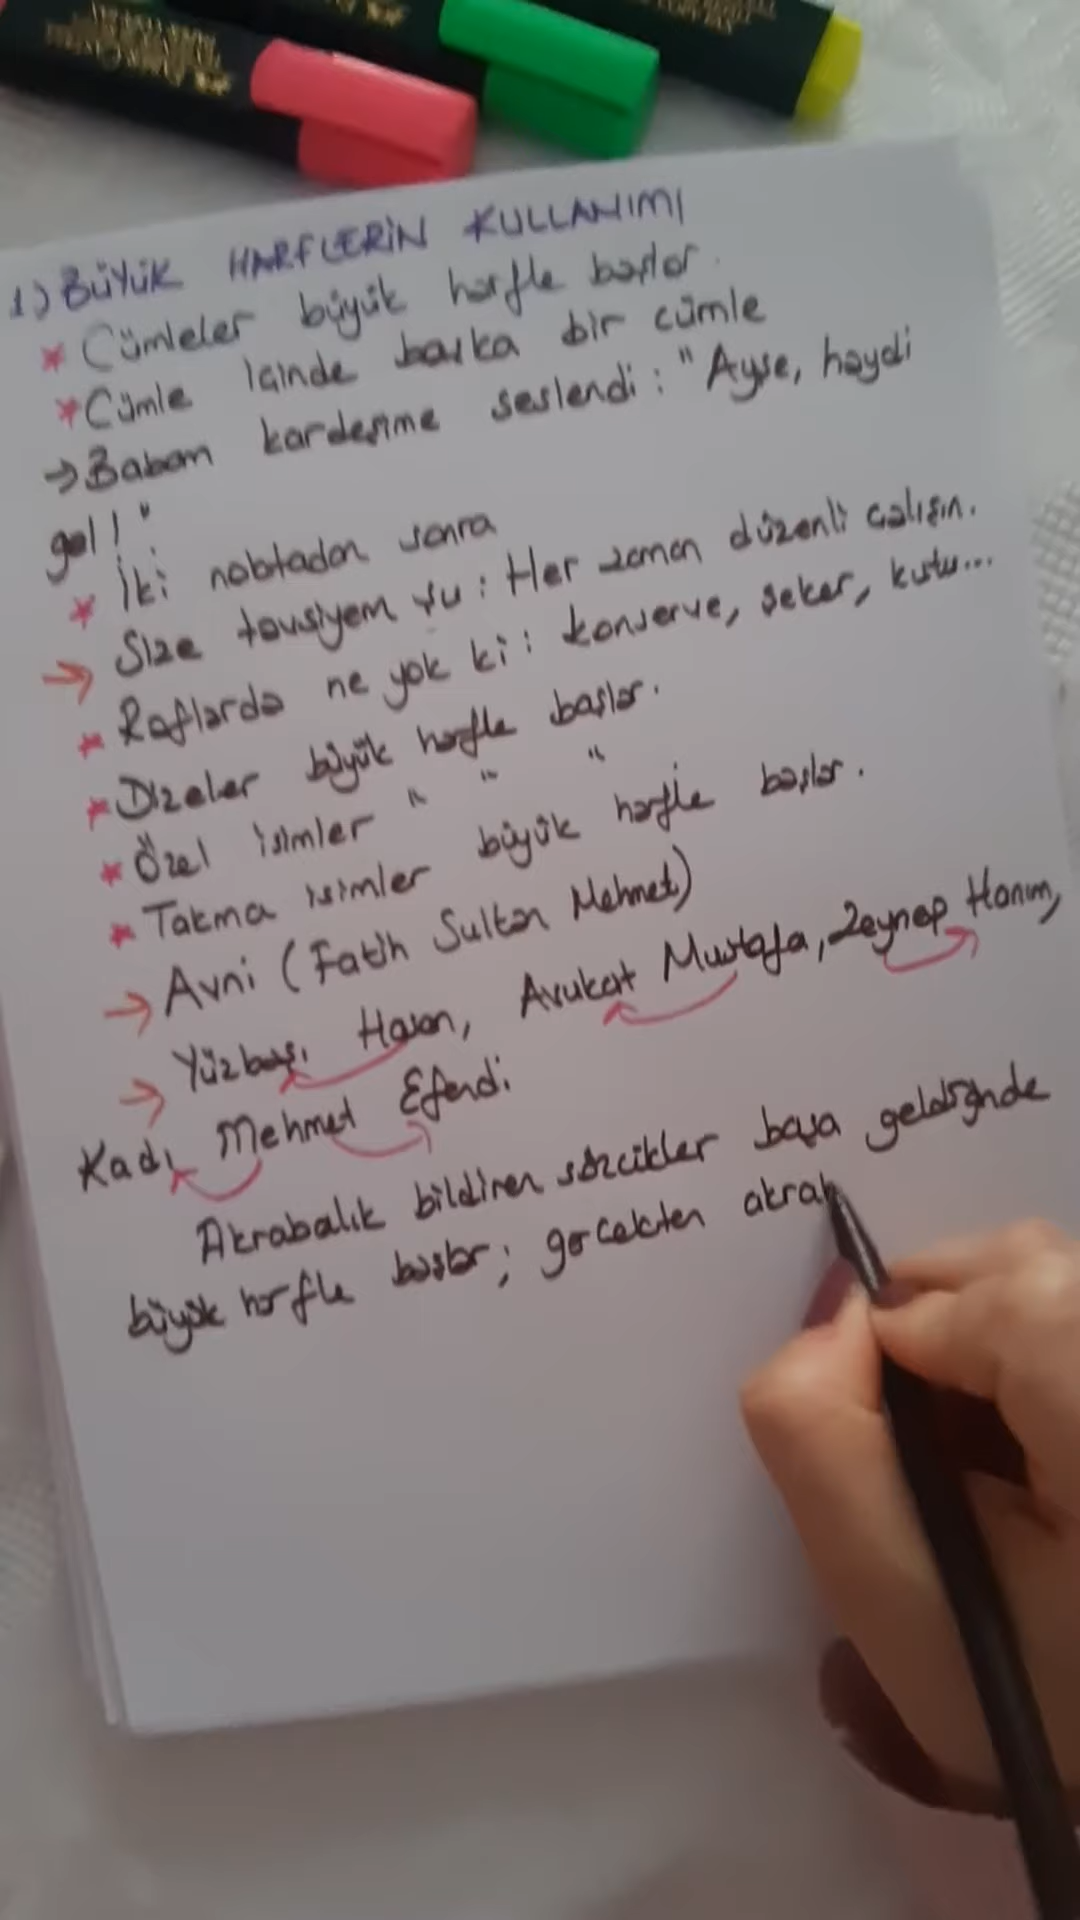 1) BÜYÜK HARFLERİN KULLANIMI
* Cümleler büyük harfle başlar.
* Cümle içinde başka bir cümle
→ Babam kardeşime seslendi : "Ayşe, haydi
gel!"
* İki noktadan sonra
→ Size tavsiyem şu : Her zaman düzenli çalışın.
* Raflarda ne yok ki : konserve, şeker, kutu...
* Dizeler büyük harfle başlar.
* Özel isimler " " "
* Takma isimler büyük harfle başlar.
→ Avni (Fatih Sultan Mehmet)
→ Yüzbaşı Hasan, Avukat Mustafa, Zeynep Hanım,
Kadı Mehmet Efendi
Akrabalık bildiren sözcükler başa geldiğinde
büyük harfle başlar; gerçekten akrab